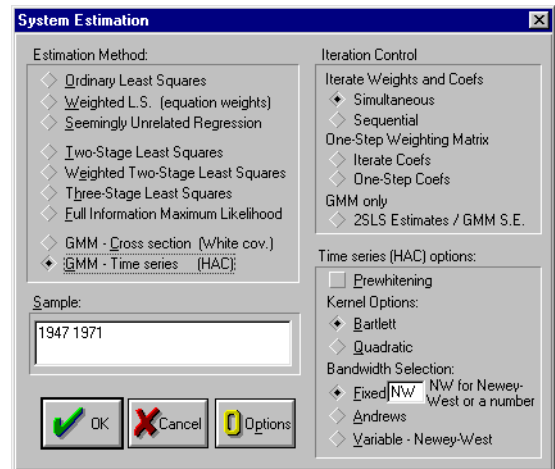 System Estimation
Estimation Method:
Ordinary Least Squares
Weighted L.S. (equation weights)
Seemingly Unrelated Regression
Two-Stage Least Squares
Weighted Two-Stage Least Squares
Three-Stage Least Squares
Full Information Maximum Likelihood
GMM - Cross section (White cov.)
GMM - Time series (HAC)
Sample:
1947 1971
OK
Cancel
Options
Iteration Control
Iterate Weights and Coefs
Simultaneous
Sequential
One-Step Weighting Matrix
Iterate Coefs
One-Step Coefs
GMM only
2SLS Estimates / GMM S.E.
Time series (HAC) options:
Prewhitening
Kernel Options:
Bartlett
Quadratic
Bandwidth Selection:
Fixed NW NW for Newey-
West or a number
Andrews
Variable - Newey-West